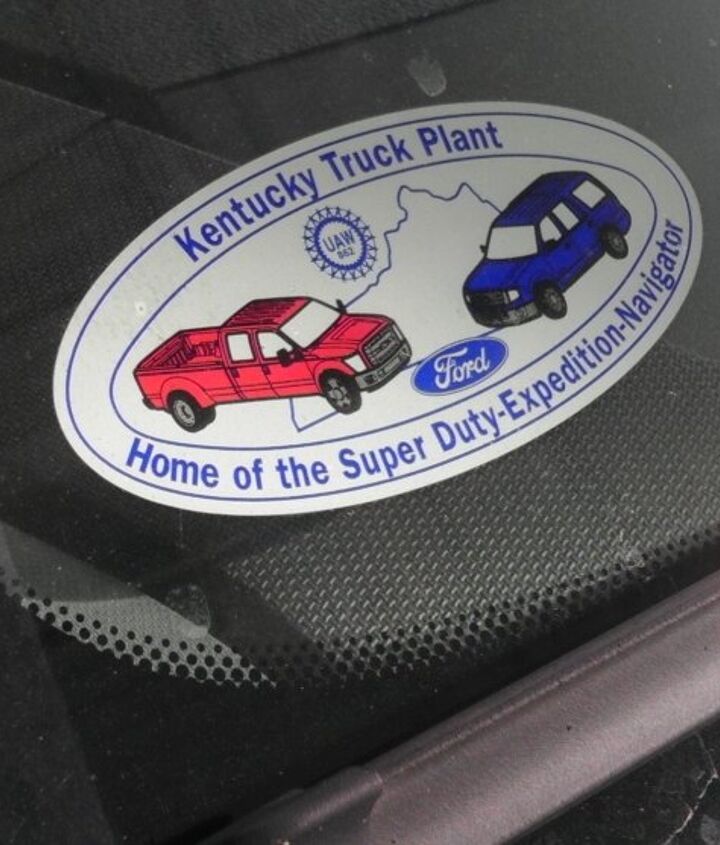 Kentucky Truck Plant
UAW
862
Ford
Home of the Super Duty-Expedition-Navigator